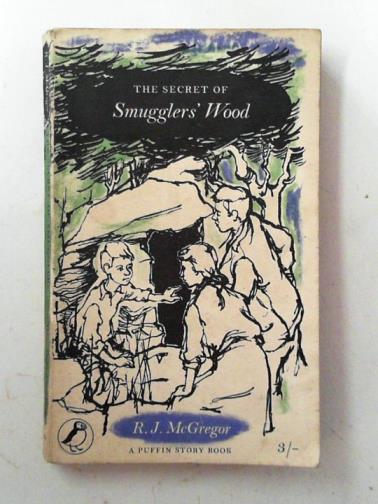 THE SECRET OF
Smugglers' Wood
R. J. McGregor
A PUFFIN STORY BOOK
3/-